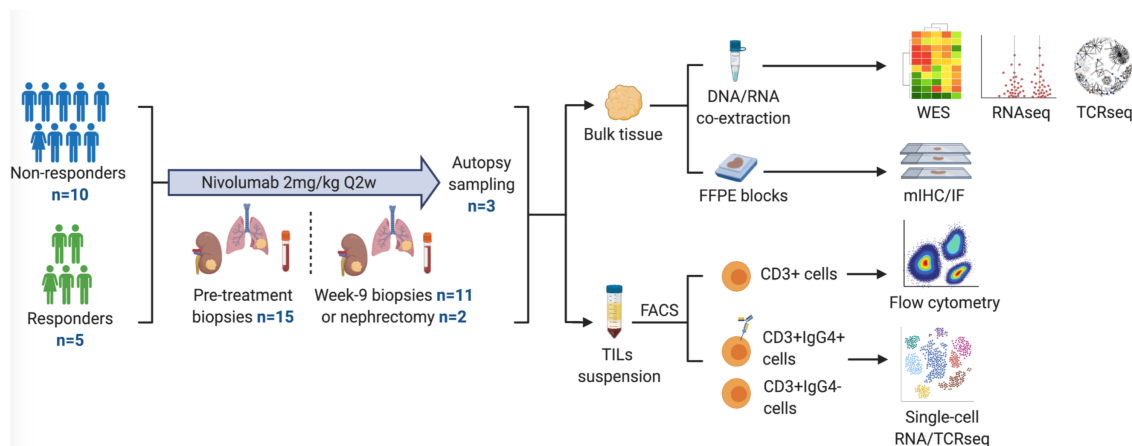 Non-responders
n=10
Responders
n=5
Nivolumab 2mg/kg Q2w
Pre-treatment
biopsies n=15
Week-9 biopsies n=11
or nephrectomy n=2
Autopsy
sampling
n=3
Bulk tissue
DNA/RNA
co-extraction
FFPE blocks
WES
RNAseq
TCRseq
mIHC/IF
TILs
suspension
FACS
CD3+ cells
CD3+IgG4+
cells
CD3+IgG4-
cells
Flow cytometry
Single-cell
RNA/TCRseq